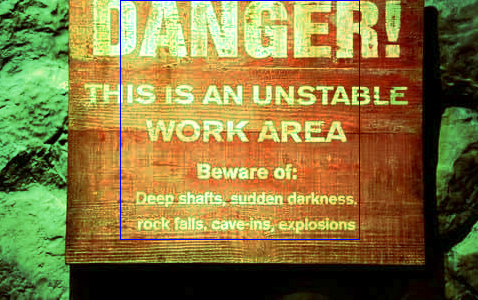 DANGER!
THIS IS AN UNSTABLE
WORK AREA
Beware of:
Deep shafts, sudden darkness,
rock falls, cave-ins, explosions